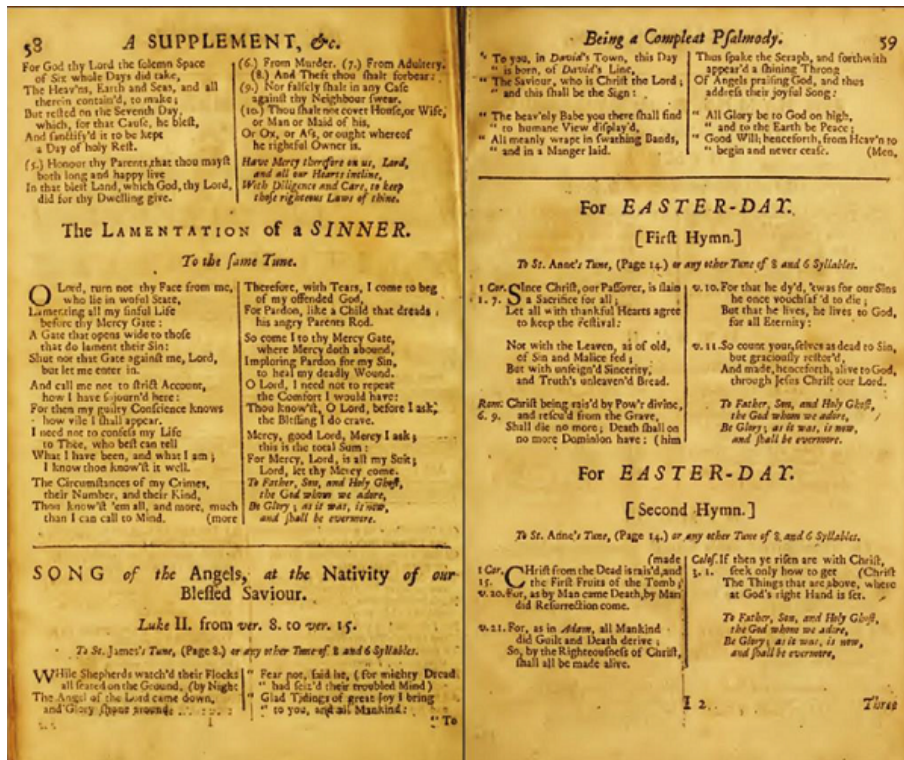 58 A SUPPLEMENT, &c.
For God thy Lord the ſolemn Space
of Six whole Days did take,
The Heav'ns, Earth and Seas, and all
therein contain'd, to make;
But reſted on the Seventh Day,
which, for that Cauſe, he bleſt,
And ſanctify'd it to be kept
a Day of holy Reſt.
(5.) Honour thy Parents,that thou mayſt
both long and happy live
In that bleſt Land, which God, thy Lord,
did for thy Dwelling give.
(6.) From Murder. (7.) From Adultery.
(8.) And Theft thou ſhalt forbear:
(9.) Nor falſely ſhalt in any Caſe
againſt thy Neighbour ſwear.
(10.) Thou ſhalt not covet Houſe,or Wife,
or Man or Maid of his,
Or Ox, or Aſs, or ought whereof
he rightful Owner is.
Have Mercy therefore on us, Lord,
and all our Hearts incline,
With Diligence and Care, to keep
thoſe righteous Laws of thine.
The LAMENTATION of a SINNER.
To the ſame Tune.
O Lord, turn not thy Face from me,
who lie in woful State,
Lamenting all my ſinful Life
before thy Mercy Gate:
A Gate that opens wide to thoſe
that do lament their Sin:
Shut not that Gate againſt me, Lord,
but let me enter in.
And call me not to ſtrict Account,
how I have ſojourn'd here:
For then my guilty Conſcience knows
how vile I ſhall appear.
I need not to confeſs my Life
to Thee, who beſt can tell
What I have been, and what I am;
I know thou know'ſt it well.
The Circumſtances of my Crimes,
their Number, and their Kind,
Thou know'ſt 'em all, and more, much
than I can call to Mind. (more
Therefore, with Tears, I come to beg
of my offended God,
For Pardon, like a Child that dreads
his angry Parents Rod.
So come I to thy Mercy Gate,
where Mercy doth abound,
Imploring Pardon for my Sin,
to heal my deadly Wound.
O Lord, I need not to repeat
the Comfort I would have:
Thou know'ſt, O Lord, before I ask,
the Bleſſing I do crave.
Mercy, good Lord, Mercy I ask;
this is the total Sum:
For Mercy, Lord, is all my Suit;
Lord, let thy Mercy come.
To Father, Son, and Holy Ghoſt,
the God whom we adore,
Be Glory; as it was, is now,
and ſhall be evermore.
SONG of the Angels, at the Nativity of our
Bleſſed Saviour.
Luke II. from ver. 8. to ver. 15.
To St. James's Tune, (Page 8.) or any other Tune of 8 and 6 Syllables.
WHile Shepherds watch'd their Flocks
all ſeated on the Ground, (by Night
The Angel of the Lord came down,
and Glory ſhone around.
" Fear not, ſaid he, (for mighty Dread
" had ſeiz'd their troubled Mind)
" Glad Tidings of great Joy I bring
" to you, and all Mankind:
I
" To
Being a Compleat Pſalmody. 59
" To you, in David's Town, this Day
" is born, of David's Line,
" The Saviour, who is Chriſt the Lord;
" and this ſhall be the Sign:
" The heav'nly Babe you there ſhall find
" to humane View diſplay'd,
" All meanly wrapt in ſwathing Bands,
" and in a Manger laid.
Thus ſpake the Seraph, and forthwith
appear'd a ſhining Throng
Of Angels praiſing God, and thus
addreſs their joyful Song:
" All Glory be to God on high,
" and to the Earth be Peace;
" Good Will; henceforth, from Heav'n to
" begin and never ceaſe. (Men,
For EASTER-DAY.
[Firſt Hymn.]
To St. Anne's Tune, (Page 14.) or any other Tune of 8 and 6 Syllables.
1 Cor. SInce Chriſt, our Paſſover, is ſlain
1. 7. a Sacrifice for all;
Let all with thankful Hearts agree
to keep the Feſtival:
Not with the Leaven, as of old,
of Sin and Malice fed;
But with unfeign'd Sincerity,
and Truth's unleaven'd Bread.
Rom: Chriſt being rais'd by Pow'r divine,
6. 9. and reſcu'd from the Grave,
Shall die no more; Death ſhall on
no more Dominion have: (him
v. 10. For that he dy'd, 'twas for our Sins
he once vouchſaf'd to die;
But that he lives, he lives to God,
for all Eternity:
v. 11. So count yourſelves as dead to Sin,
but graciouſly reſtor'd,
And made, henceforth, alive to God,
through Jeſus Chriſt our Lord.
To Father, Son, and Holy Ghoſt,
the God whom we adore,
Be Glory; as it was, is now,
and ſhall be evermore.
For EASTER-DAY.
[Second Hymn.]
To St. Anne's Tune, (Page 14.) or any other Tune of 8 and 6 Syllables.
(made
1 Cor. CHriſt from the Dead is rais'd,and
15. the Firſt Fruits of the Tomb;
v. 20. For, as by Man came Death,by Man
did Reſurrection come.
v. 21. For, as in Adam, all Mankind
did Guilt and Death derive;
So, by the Righteouſneſs of Chriſt,
ſhall all be made alive.
Coloſ. If then ye riſen are with Chriſt,
3. 1. ſeek only how to get (Chriſt
The Things that are above, where
at God's right Hand is ſet.
To Father, Son, and Holy Ghoſt,
the God whom we adore,
Be Glory; as it was, is now,
and ſhall be evermore,
I 2
Three